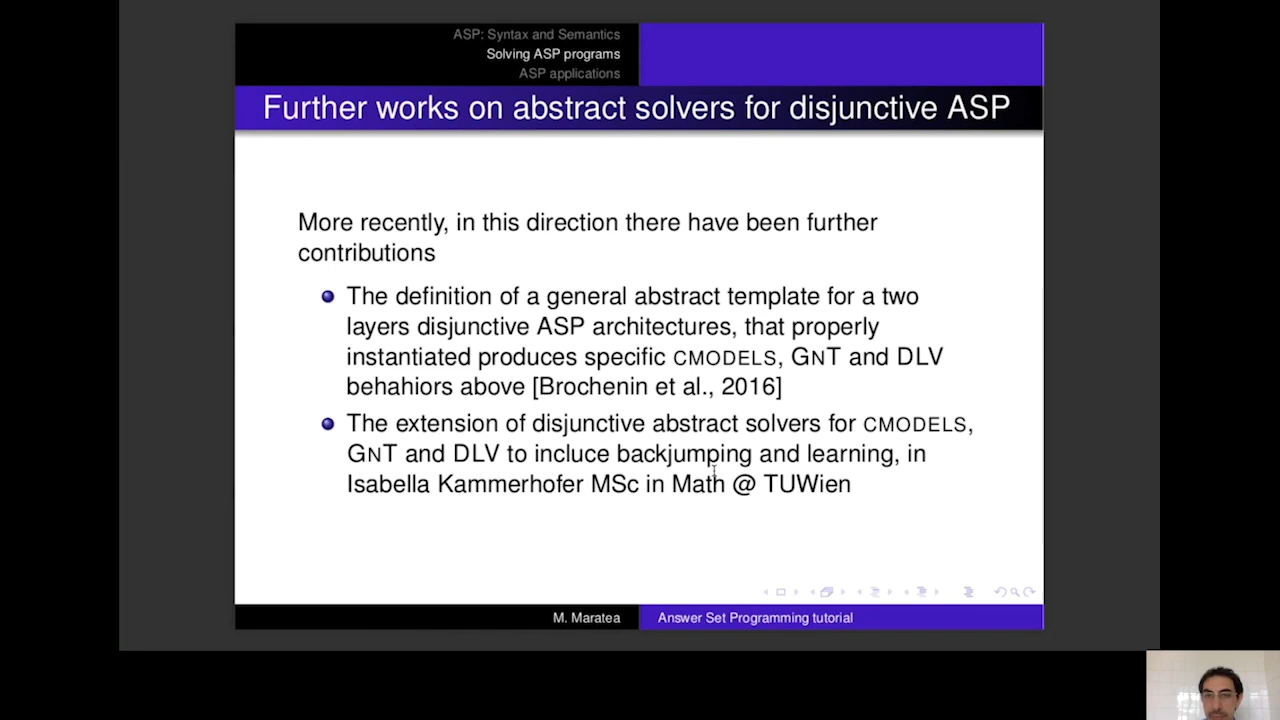 ASP: Syntax and Semantics
Solving ASP programs
ASP applications
Further works on abstract solvers for disjunctive ASP
More recently, in this direction there have been further
contributions
The definition of a general abstract template for a two
layers disjunctive ASP architectures, that properly
instantiated produces specific CMODELS, GNT and DLV
behahiors above [Brochenin et al., 2016]
The extension of disjunctive abstract solvers for CMODELS,
GNT and DLV to incluce backjumping and learning, in
Isabella Kammerhofer MSc in Math @ TUWien
M. Maratea
Answer Set Programming tutorial